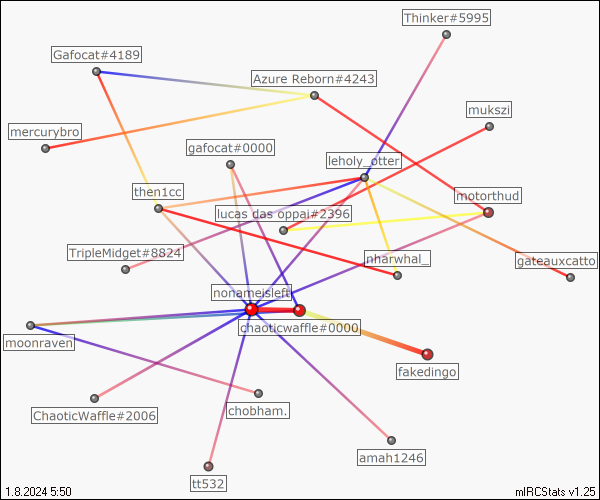 Thinker#5995
Gafocat#4189
Azure Reborn#4243
mukszi
mercurybro
gafocat#0000
leholy_otter
then1cc
motorthud
lucas das oppai#2396
TripleMidget#8824
nharwhal_
gateauxcatto
nonameisleft
chaoticwaffle#0000
moonraven
fakedingo
ChaoticWaffle#2006
chobham.
amah1246
tt532
1.8.2024 5:50
mIRCStats v1.25